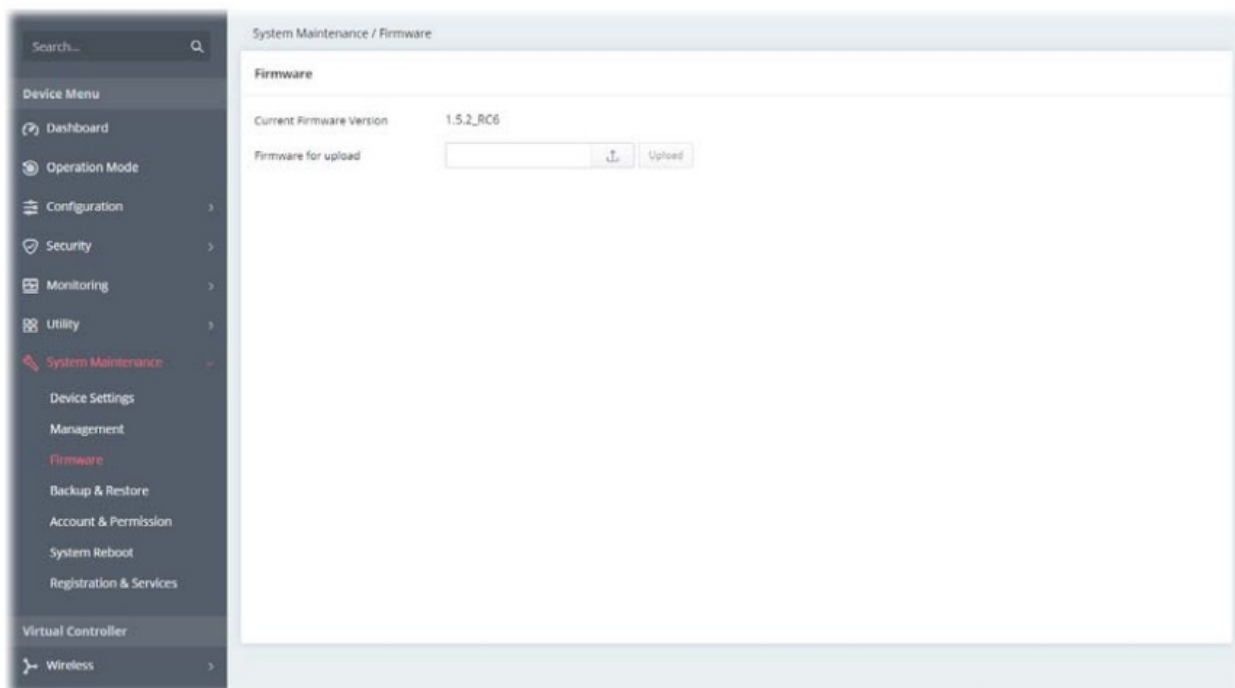 Search...
Device Menu
Dashboard
Operation Mode
Configuration
Security
Monitoring
Utility
System Maintenance
Device Settings
Management
Firmware
Backup & Restore
Account & Permission
System Reboot
Registration & Services
Virtual Controller
Wireless
System Maintenance / Firmware
Firmware
Current Firmware Version 1.5.2_RC6
Firmware for upload Upload